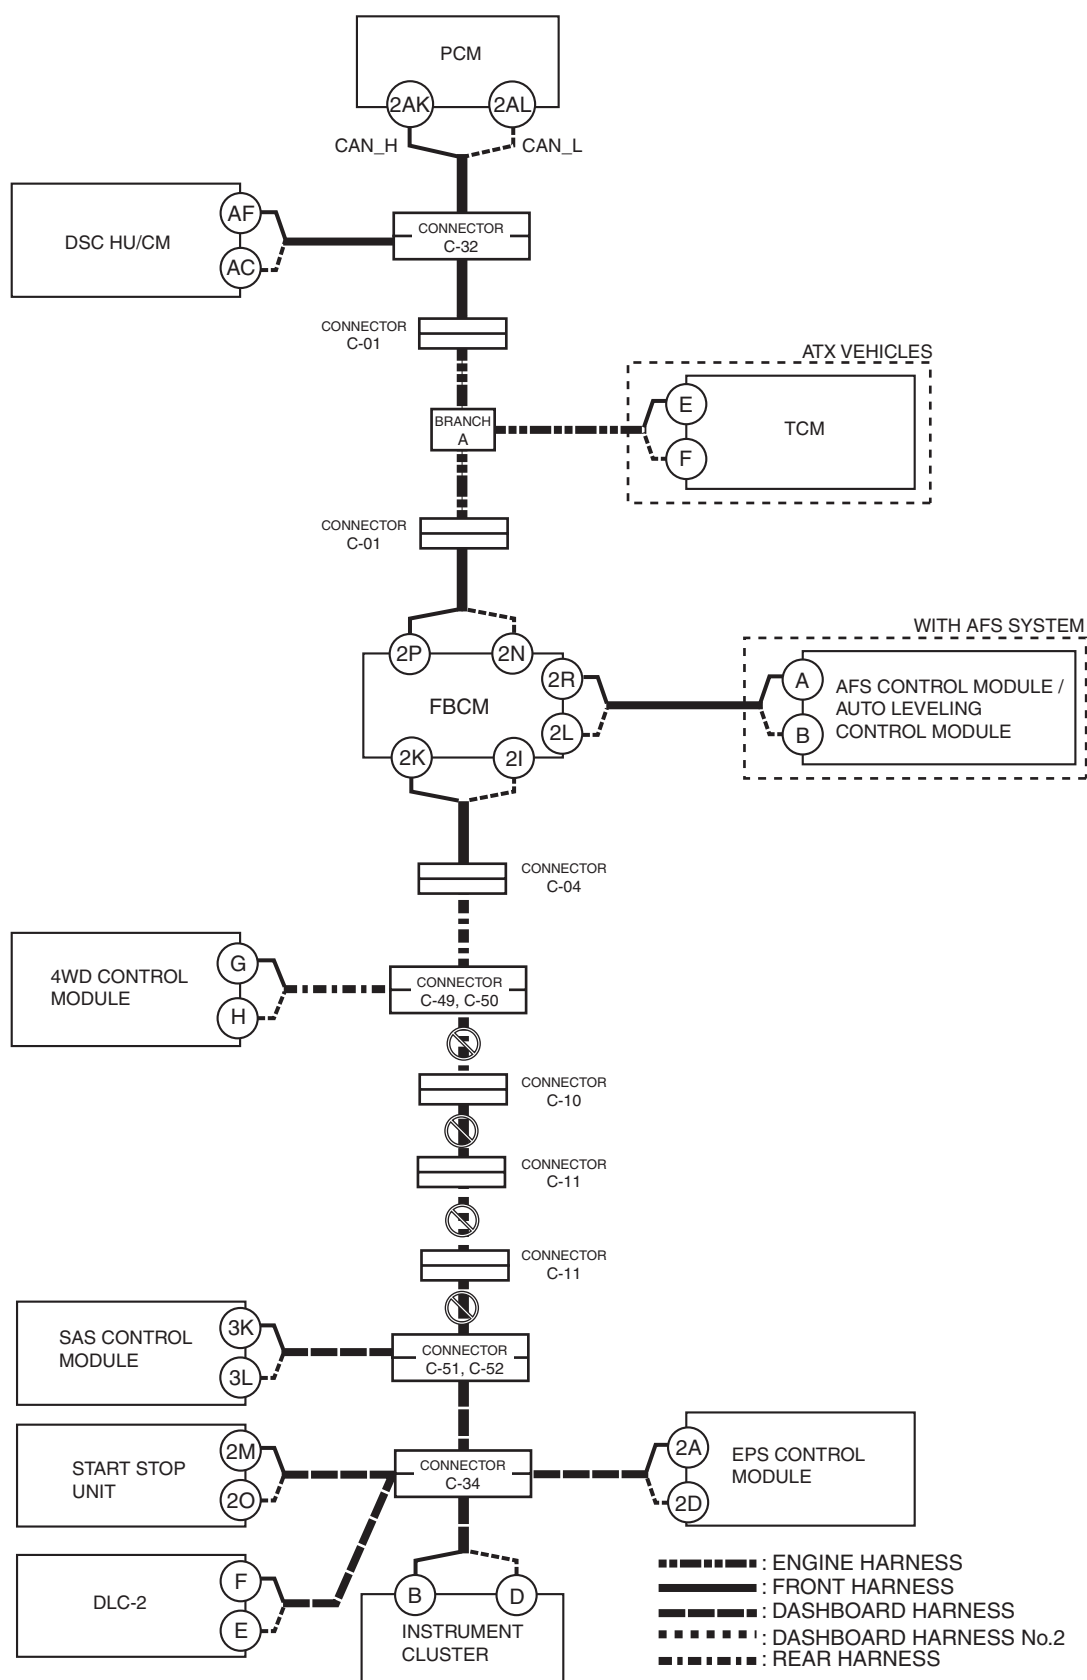 PCM
2AK
2AL
CAN_H
CAN_L
DSC HU/CM
AF
AC
CONNECTOR
C-32
CONNECTOR
C-01
ATX VEHICLES
BRANCH
A
E
F
TCM
CONNECTOR
C-01
WITH AFS SYSTEM
2P
2N
2R
2L
FBCM
2K
2I
A
B
AFS CONTROL MODULE /
AUTO LEVELING
CONTROL MODULE
CONNECTOR
C-04
4WD CONTROL
MODULE
G
H
CONNECTOR
C-49, C-50
CONNECTOR
C-10
CONNECTOR
C-11
CONNECTOR
C-11
SAS CONTROL
MODULE
3K
3L
CONNECTOR
C-51, C-52
START STOP
UNIT
2M
2O
CONNECTOR
C-34
2A
2D
EPS CONTROL
MODULE
DLC-2
F
E
B
D
INSTRUMENT
CLUSTER
: ENGINE HARNESS
: FRONT HARNESS
: DASHBOARD HARNESS
: DASHBOARD HARNESS No.2
: REAR HARNESS